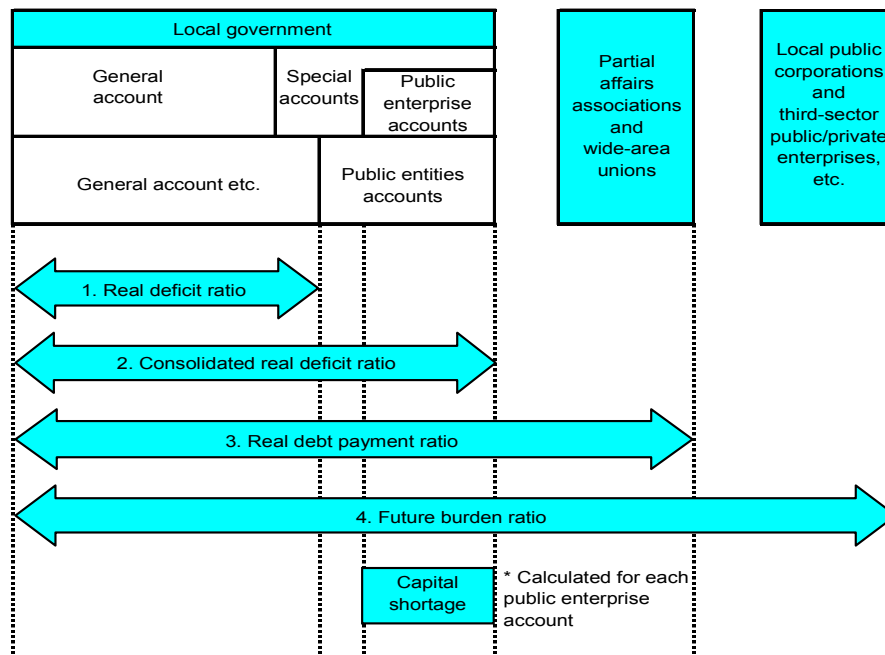 Local government
General
account
Special
accounts
Public
enterprise
accounts
General account etc.
Public entities
accounts
Partial
affairs
associations
and
wide-area
unions
Local public
corporations
and
third-sector
public/private
enterprises,
etc.
1. Real deficit ratio
2. Consolidated real deficit ratio
3. Real debt payment ratio
4. Future burden ratio
Capital
shortage
* Calculated for each
public enterprise
account